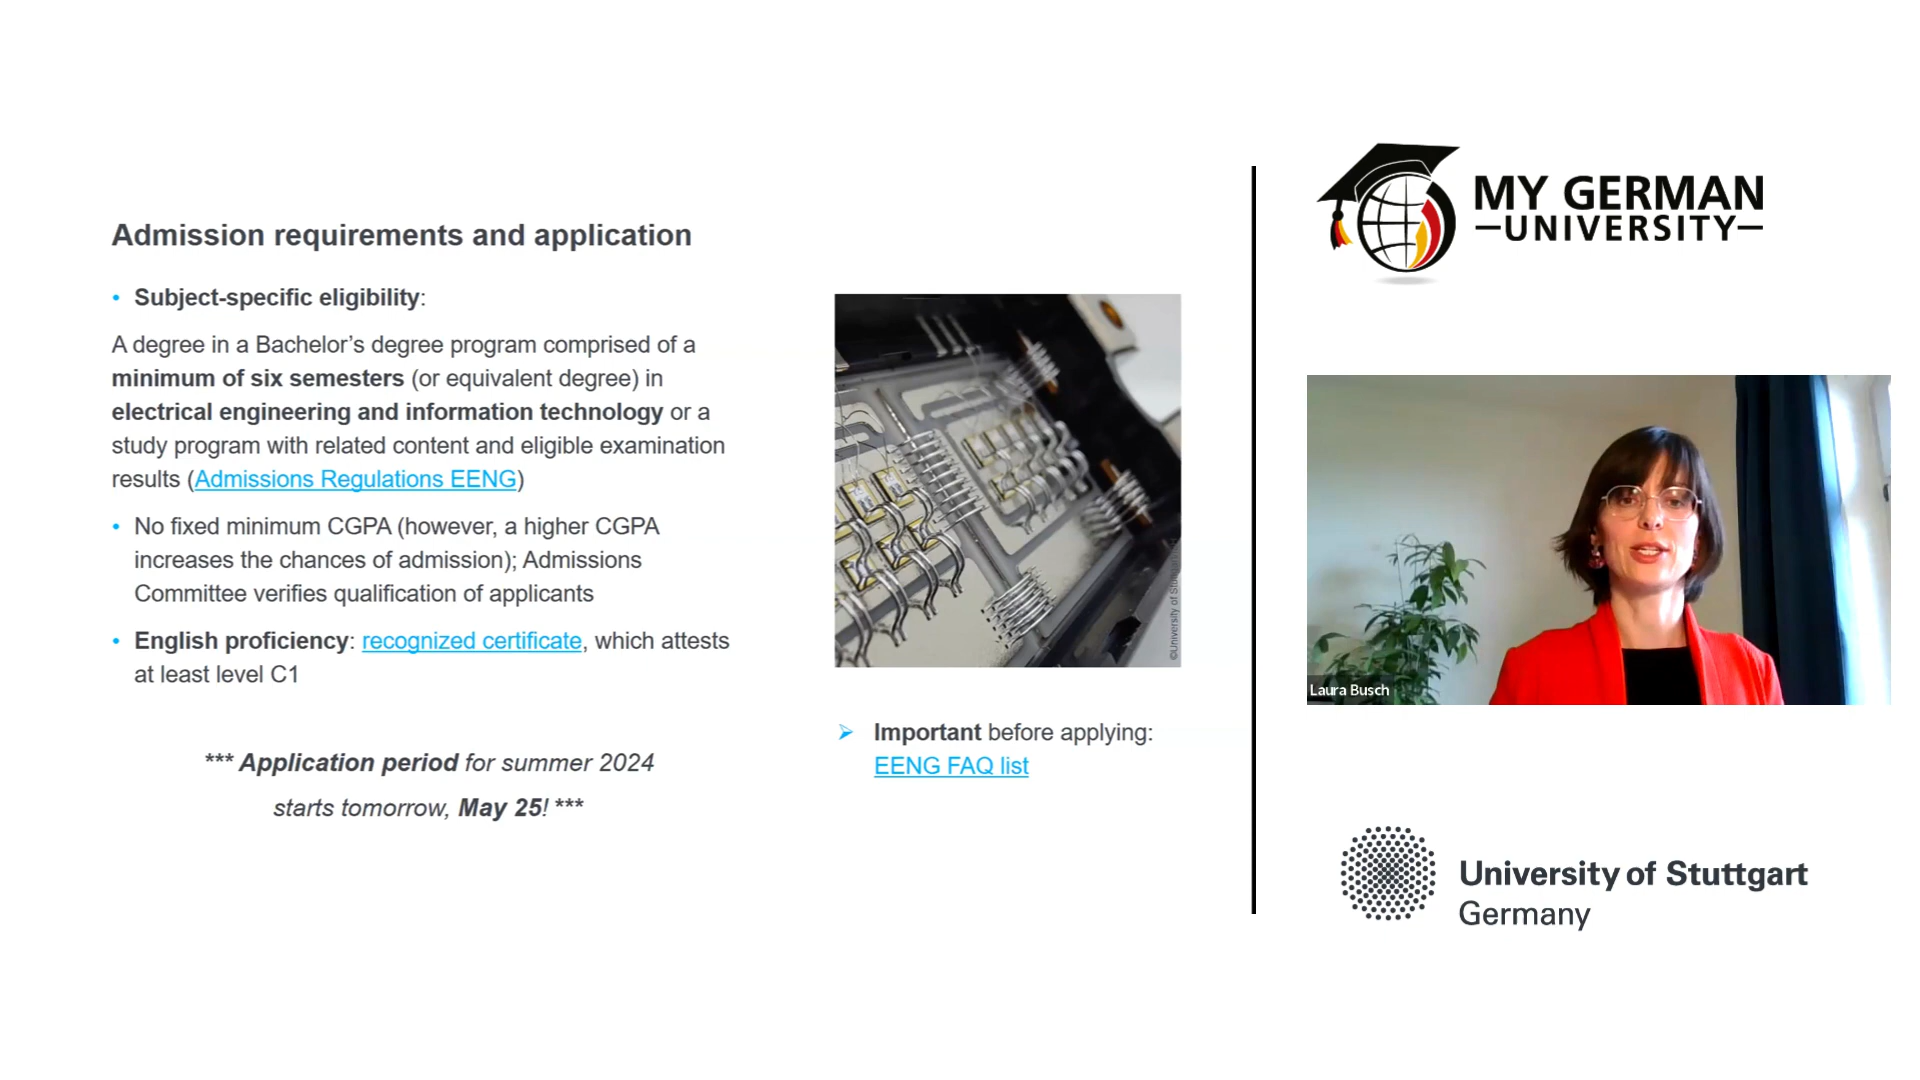 Admission requirements and application
• Subject-specific eligibility:
A degree in a Bachelor’s degree program comprised of a
minimum of six semesters (or equivalent degree) in
electrical engineering and information technology or a
study program with related content and eligible examination
results (Admissions Regulations EENG)
• No fixed minimum CGPA (however, a higher CGPA
increases the chances of admission); Admissions
Committee verifies qualification of applicants
• English proficiency: recognized certificate, which attests
at least level C1
*** Application period for summer 2024
starts tomorrow, May 25! ***
©University of Stuttgart
➢ Important before applying:
EENG FAQ list
MY GERMAN
–UNIVERSITY–
Laura Busch
University of Stuttgart
Germany